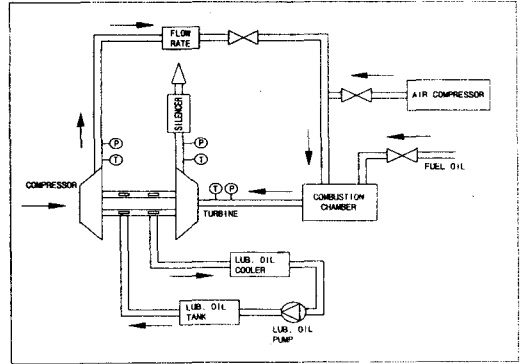 FLOW
RATE
AIR COMPRESSOR
SILENCER
P
T
P
T
FUEL OIL
COMPRESSOR
T
P
TURBINE
COMBUSTION
CHAMBER
LUB. OIL
COOLER
LUB. OIL
TANK
LUB. OIL
PUMP